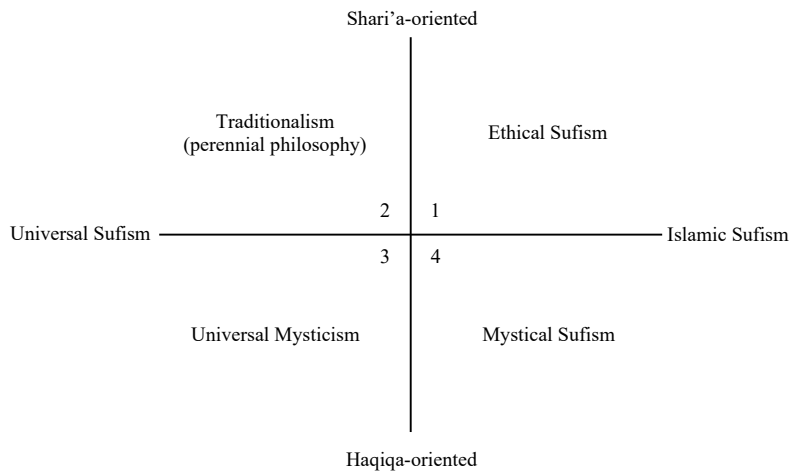 Shari’a-oriented
Traditionalism
(perennial philosophy)
Ethical Sufism
2
1
Universal Sufism
Islamic Sufism
3
4
Universal Mysticism
Mystical Sufism
Haqiqa-oriented